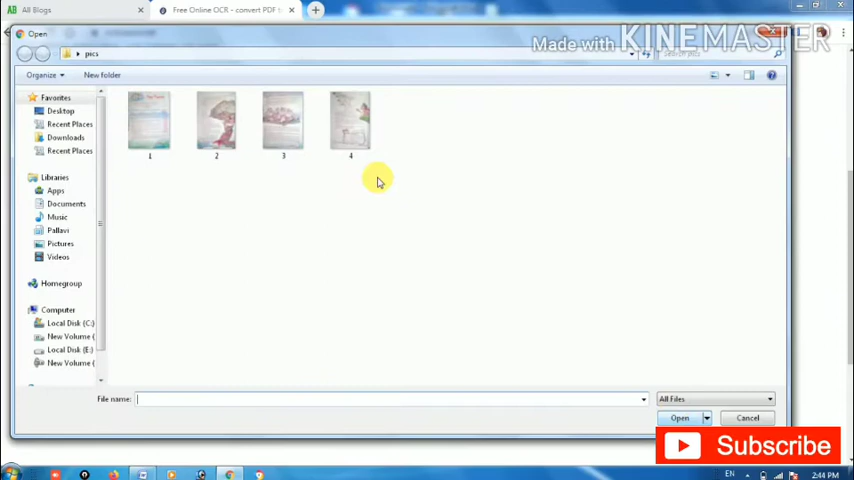 All Blogs
Free Online OCR - convert PDF t
Open
pics
Search pics
Made with KINEMASTER
Organize
New folder
Favorites
Desktop
Recent Places
Downloads
Recent Places
Libraries
Apps
Documents
Music
Pallavi
Pictures
Videos
Homegroup
Computer
Local Disk (C:)
New Volume (
Local Disk (E:)
New Volume (
1
2
3
4
File name:
All Files
Open
Cancel
Subscribe
EN
2:44 PM